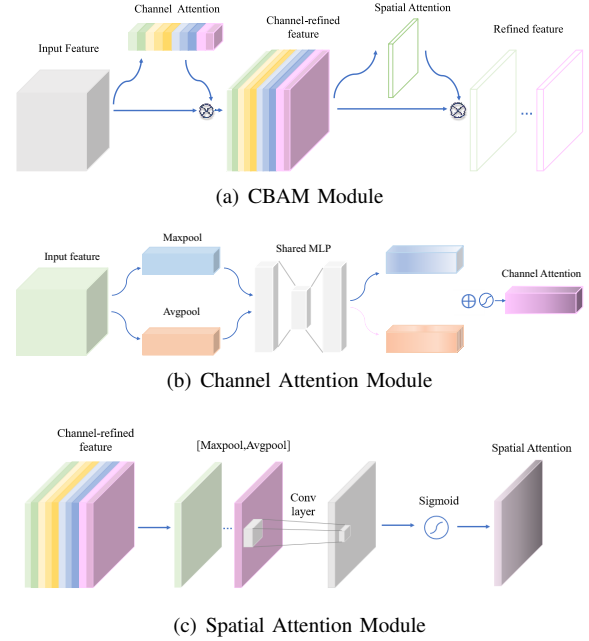 Input Feature
Channel Attention
Channel-refined
feature
Spatial Attention
Refined feature
...
(a) CBAM Module
Input feature
Maxpool
Avgpool
Shared MLP
Channel Attention
(b) Channel Attention Module
Channel-refined
feature
[Maxpool,Avgpool]
...
Conv
layer
Sigmoid
Spatial Attention
(c) Spatial Attention Module